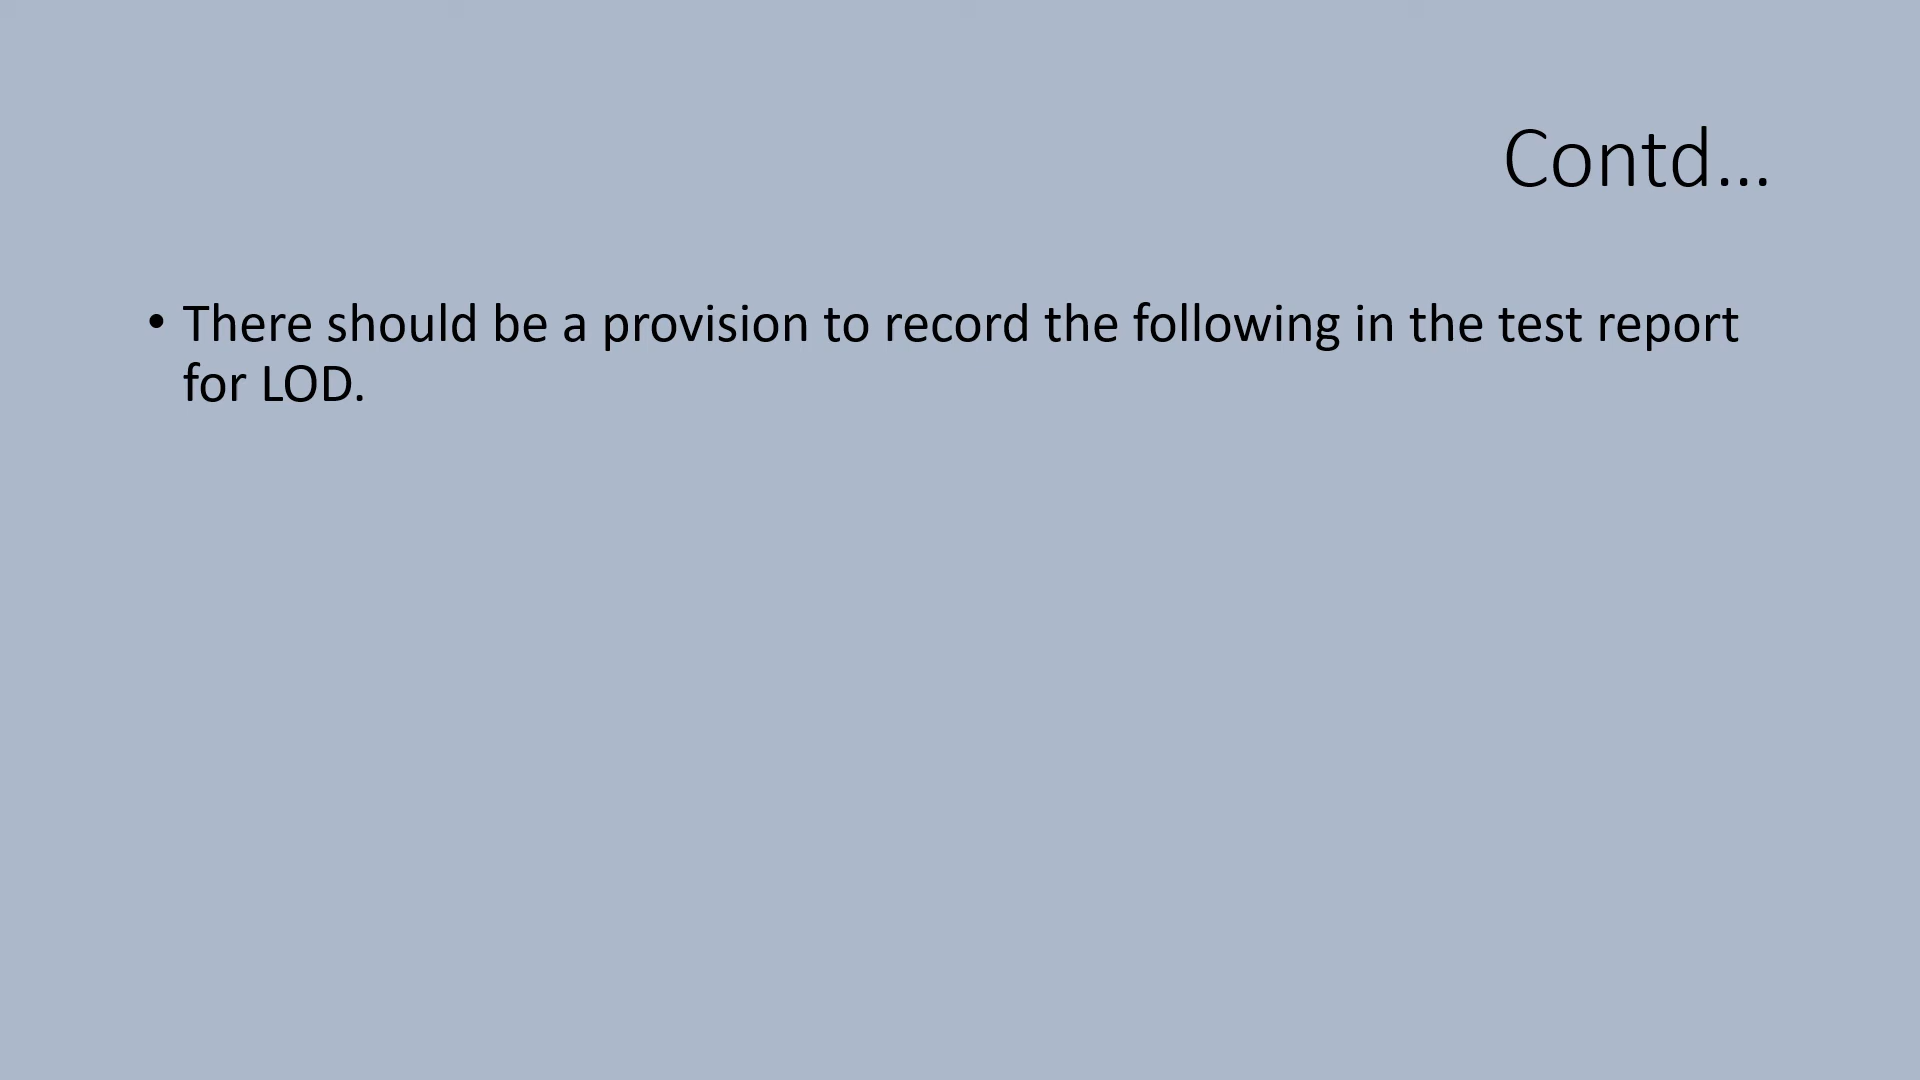 Contd...
• There should be a provision to record the following in the test report
for LOD.